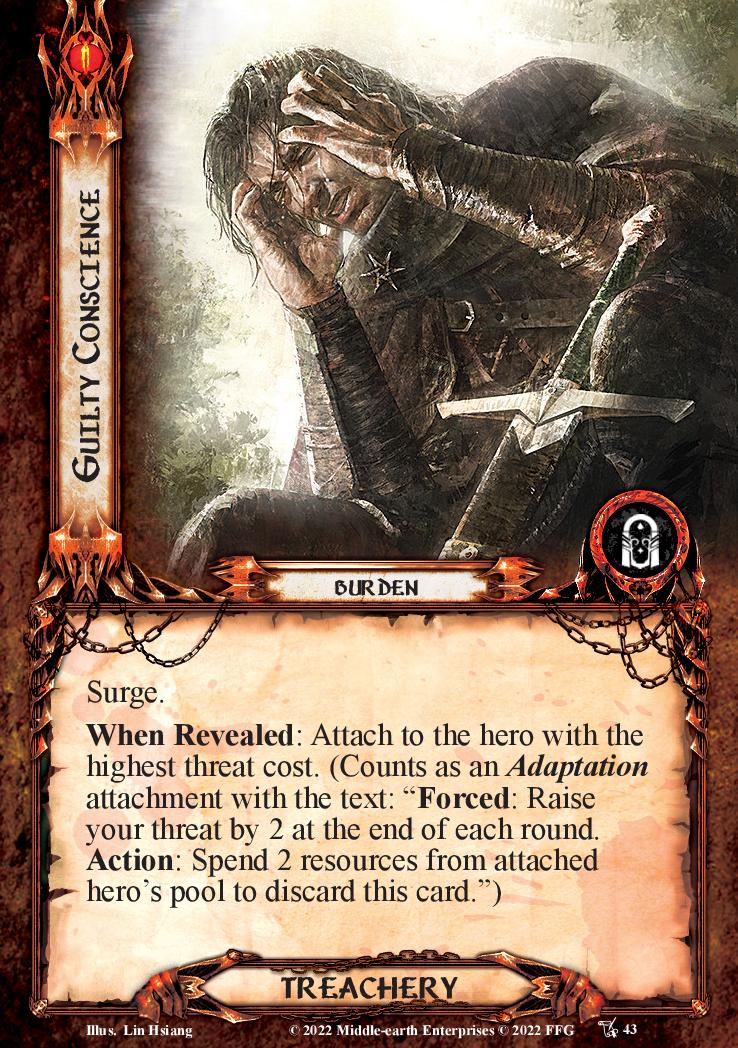 GUILTY CONSCIENCE
BURDEN
Surge.
When Revealed: Attach to the hero with the
highest threat cost. (Counts as an Adaptation
attachment with the text: “Forced: Raise
your threat by 2 at the end of each round.
Action: Spend 2 resources from attached
hero’s pool to discard this card.”)
TREACHERY
Illus. Lin Hsiang © 2022 Middle-earth Enterprises © 2022 FFG 43